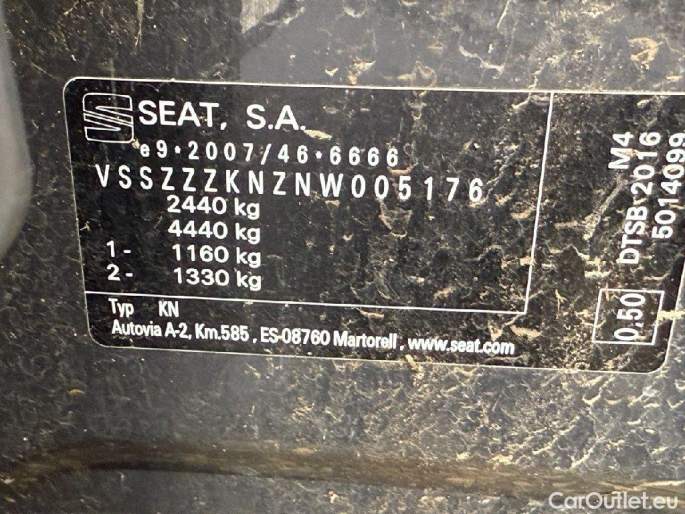 SEAT, S.A.
e9*2007/46*6666
VSSZZZKNZNW005176
2440 kg
4440 kg
1- 1160 kg
2- 1330 kg
Typ KN
Autovia A-2, Km.585, ES-08760 Martorell, www.seat.com
M4
DTSB 2016
5014099
0.50
CarOutlet.eu